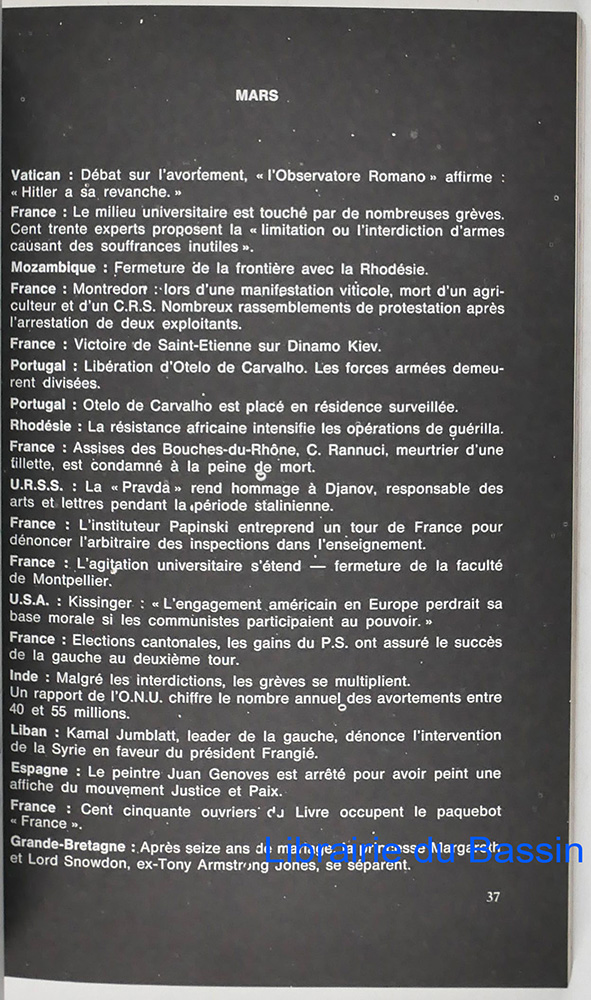 MARS
Vatican : Débat sur l'avortement, « l'Observatore Romano » affirme :
« Hitler a sa revanche. »
France : Le milieu universitaire est touché par de nombreuses grèves.
Cent trente experts proposent la « limitation ou l'interdiction d'armes
causant des souffrances inutiles ».
Mozambique : Fermeture de la frontière avec la Rhodésie.
France : Montredon : lors d'une manifestation viticole, mort d'un agri-
culteur et d'un C.R.S. Nombreux rassemblements de protestation après
l'arrestation de deux exploitants.
France : Victoire de Saint-Etienne sur Dinamo Kiev.
Portugal : Libération d'Otelo de Carvalho. Les forces armées demeu-
rent divisées.
Portugal : Otelo de Carvalho est placé en résidence surveillée.
Rhodésie : La résistance africaine intensifie les opérations de guérilla.
France : Assises des Bouches-du-Rhône, C. Rannuci, meurtrier d'une
fillette, est condamné à la peine de mort.
U.R.S.S. : La « Pravda » rend hommage à Djanov, responsable des
arts et lettres pendant la période stalinienne.
France : L'instituteur Papinski entreprend un tour de France pour
dénoncer l'arbitraire des inspections dans l'enseignement.
France : L'agitation universitaire s'étend — fermeture de la faculté
de Montpellier.
U.S.A. : Kissinger : « L'engagement américain en Europe perdrait sa
base morale si les communistes participaient au pouvoir. »
France : Elections cantonales, les gains du P.S. ont assuré le succès
de la gauche au deuxième tour.
Inde : Malgré les interdictions, les grèves se multiplient.
Un rapport de l'O.N.U. chiffre le nombre annuel des avortements entre
40 et 55 millions.
Liban : Kamal Jumblatt, leader de la gauche, dénonce l'intervention
de la Syrie en faveur du président Frangié.
Espagne : Le peintre Juan Genoves est arrêté pour avoir peint une
affiche du mouvement Justice et Paix.
France : Cent cinquante ouvriers du Livre occupent le paquebot
« France ».
Grande-Bretagne : Après seize ans de mariage, la princesse Margareth
et Lord Snowdon, ex-Tony Armstrong Jones, se séparent.
Librairie du Bassin
37